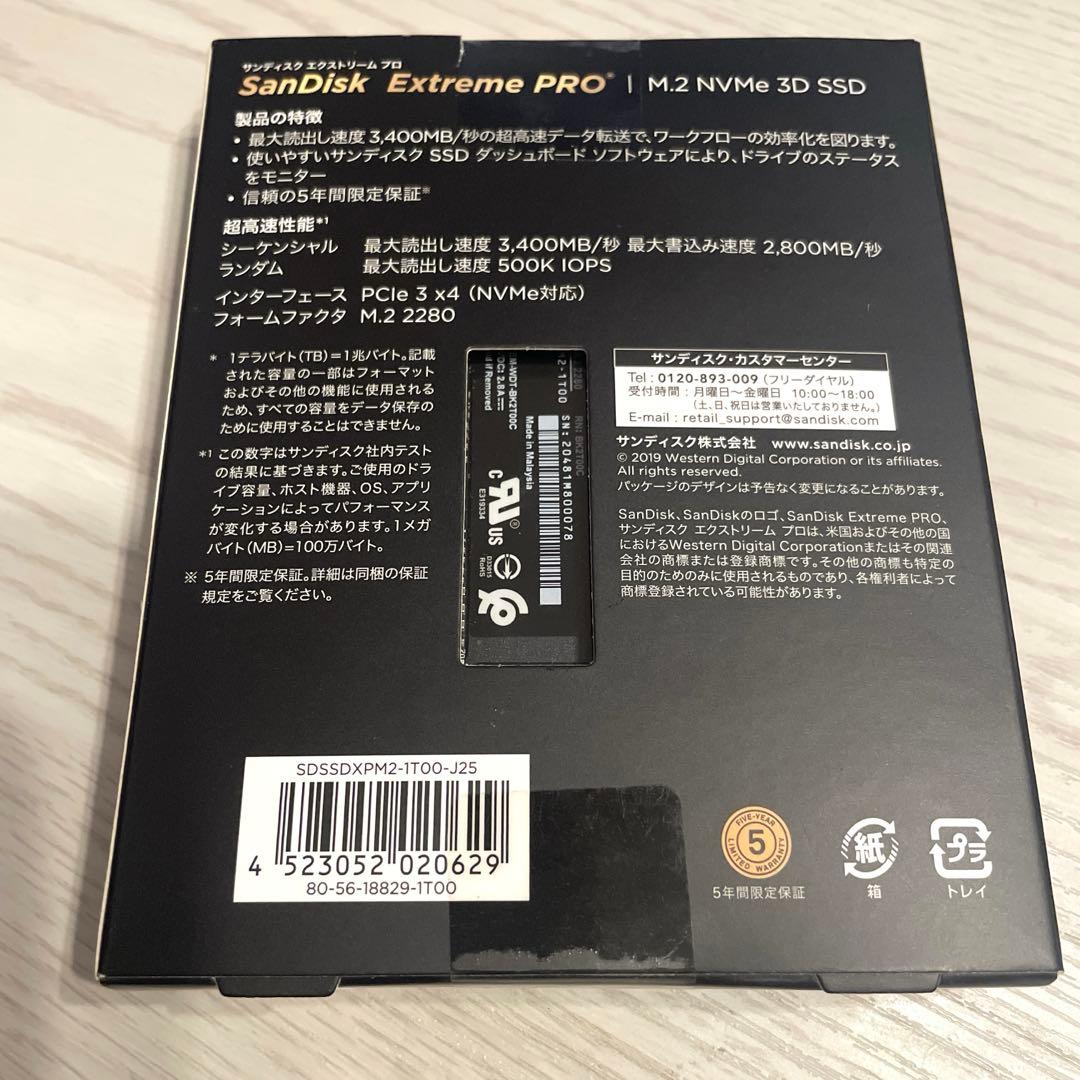 サンディスク エクストリーム プロ
SanDisk Extreme PRO® | M.2 NVMe 3D SSD
製品の特徴
• 最大読出し速度 3,400MB/秒の超高速データ転送で、ワークフローの効率化を図ります。
• 使いやすいサンディスク SSD ダッシュボード ソフトウェアにより、ドライブのステータス
をモニター
• 信頼の5年間限定保証※
超高速性能*1
シーケンシャル 最大読出し速度 3,400MB/秒 最大書込み速度 2,800MB/秒
ランダム 最大読出し速度 500K IOPS
インターフェース PCIe 3 x4（NVMe対応）
フォームファクタ M.2 2280
* 1テラバイト(TB)=1兆バイト。記載
された容量の一部はフォーマット
およびその他の機能に使用される
ため、すべての容量をデータ保存の
ために使用することはできません。
*1 この数字はサンディスク社内テスト
の結果に基づきます。ご使用のドラ
イブ容量、ホスト機器、OS、アプリ
ケーションによってパフォーマンス
が変化する場合があります。1メガ
バイト(MB)=100万バイト。
※ 5年間限定保証。詳細は同梱の保証
規定をご覧ください。
2280
RN: BK2T00C
M2-1T00
SN: 20481M800078
M-WDT-BK2T00C
Made in Malaysia
2.8A
if Removed
C RU ® US
E319334
D33015
RoHS
サンディスク・カスタマーセンター
Tel : 0120-893-009（フリーダイヤル）
受付時間 : 月曜日〜金曜日 10:00〜18:00
（土、日、祝日は営業いたしておりません。）
E-mail : retail_support@sandisk.com
サンディスク株式会社 www.sandisk.co.jp
© 2019 Western Digital Corporation or its affiliates.
All rights reserved.
パッケージのデザインは予告なく変更になることがあります。
SanDisk、SanDiskのロゴ、SanDisk Extreme PRO、
サンディスク エクストリーム プロは、米国およびその他の国
におけるWestern Digital Corporationまたはその関連
会社の商標または登録商標です。その他の商標も特定の
目的のためのみに使用されるものであり、各権利者によって
商標登録されている可能性があります。
SDSSDXPM2-1T00-J25
4 523052 020629
80-56-18829-1T00
FIVE-YEAR
5
LIMITED WARRANTY
5年間限定保証
紙
箱
プラ
トレイ